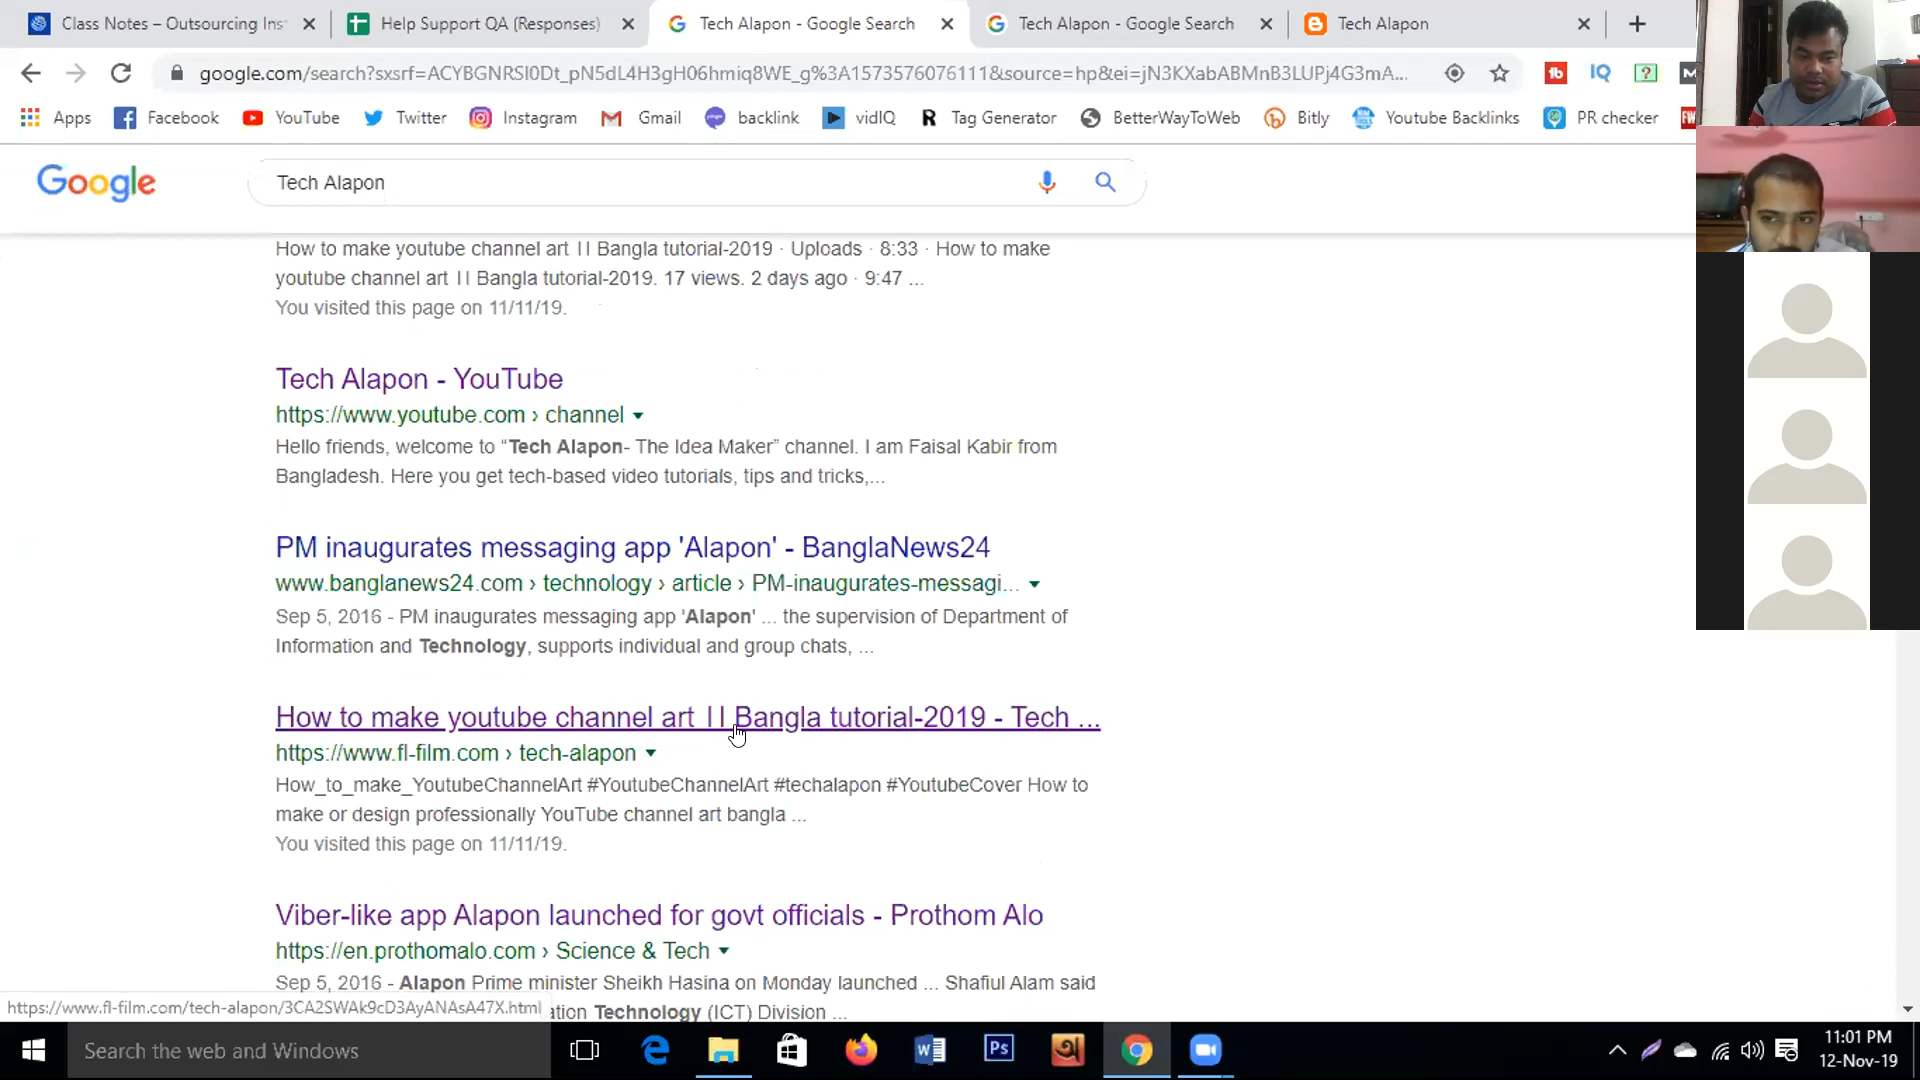 Class Notes – Outsourcing Ins
Help Support QA (Responses)
Tech Alapon - Google Search
Tech Alapon - Google Search
Tech Alapon
google.com/search?sxsrf=ACYBGNRSI0Dt_pN5dL4H3gH06hmiq8WE_g%3A1573576076111&source=hp&ei=jN3KXabABMnB3LUPj4G3mA...
Apps
Facebook
YouTube
Twitter
Instagram
Gmail
backlink
vidIQ
Tag Generator
BetterWayToWeb
Bitly
Youtube Backlinks
PR checker
Google
Tech Alapon
How to make youtube channel art II Bangla tutorial-2019 · Uploads · 8:33 · How to make
youtube channel art II Bangla tutorial-2019. 17 views. 2 days ago · 9:47 ...
You visited this page on 11/11/19.
Tech Alapon - YouTube
https://www.youtube.com › channel
Hello friends, welcome to “Tech Alapon- The Idea Maker” channel. I am Faisal Kabir from
Bangladesh. Here you get tech-based video tutorials, tips and tricks,...
PM inaugurates messaging app 'Alapon' - BanglaNews24
www.banglanews24.com › technology › article › PM-inaugurates-messagi...
Sep 5, 2016 - PM inaugurates messaging app 'Alapon' ... the supervision of Department of
Information and Technology, supports individual and group chats, ...
How to make youtube channel art II Bangla tutorial-2019 - Tech ...
https://www.fl-film.com › tech-alapon
How_to_make_YoutubeChannelArt #YoutubeChannelArt #techalapon #YoutubeCover How to
make or design professionally YouTube channel art bangla ...
You visited this page on 11/11/19.
Viber-like app Alapon launched for govt officials - Prothom Alo
https://en.prothomalo.com › Science & Tech
Sep 5, 2016 - Alapon Prime minister Sheikh Hasina on Monday launched ... Shafiul Alam said
https://www.fl-film.com/tech-alapon/3CA2SWAk9cD3AyANAsA47X.html
ation Technology (ICT) Division ...
Search the web and Windows
11:01 PM
12-Nov-19